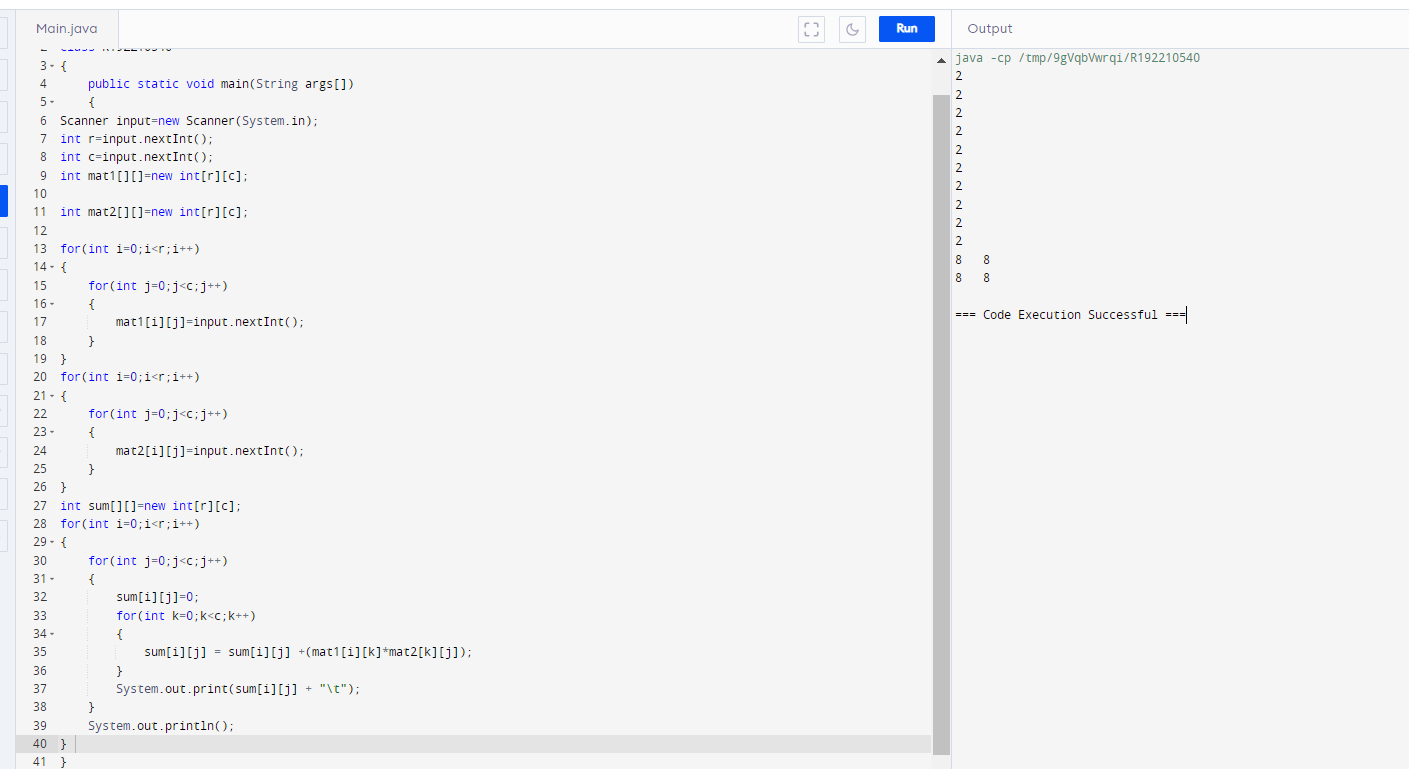 Main.java
Run
3 {
4 public static void main(String args[])
5 {
6 Scanner input=new Scanner(System.in);
7 int r=input.nextInt();
8 int c=input.nextInt();
9 int mat1[][]=new int[r][c];
10
11 int mat2[][]=new int[r][c];
12
13 for(int i=0;i<r;i++)
14 {
15     for(int j=0;j<c;j++)
16     {
17         mat1[i][j]=input.nextInt();
18     }
19 }
20 for(int i=0;i<r;i++)
21 {
22     for(int j=0;j<c;j++)
23     {
24         mat2[i][j]=input.nextInt();
25     }
26 }
27 int sum[][]=new int[r][c];
28 for(int i=0;i<r;i++)
29 {
30     for(int j=0;j<c;j++)
31     {
32         sum[i][j]=0;
33         for(int k=0;k<c;k++)
34         {
35             sum[i][j] = sum[i][j] +(mat1[i][k]*mat2[k][j]);
36         }
37         System.out.print(sum[i][j] + "\t");
38     }
39     System.out.println();
40 }
41 }
Output
java -cp /tmp/9gVqbVwrqi/R192210540
2
2
2
2
2
2
2
2
2
2
8 8
8 8
=== Code Execution Successful ===